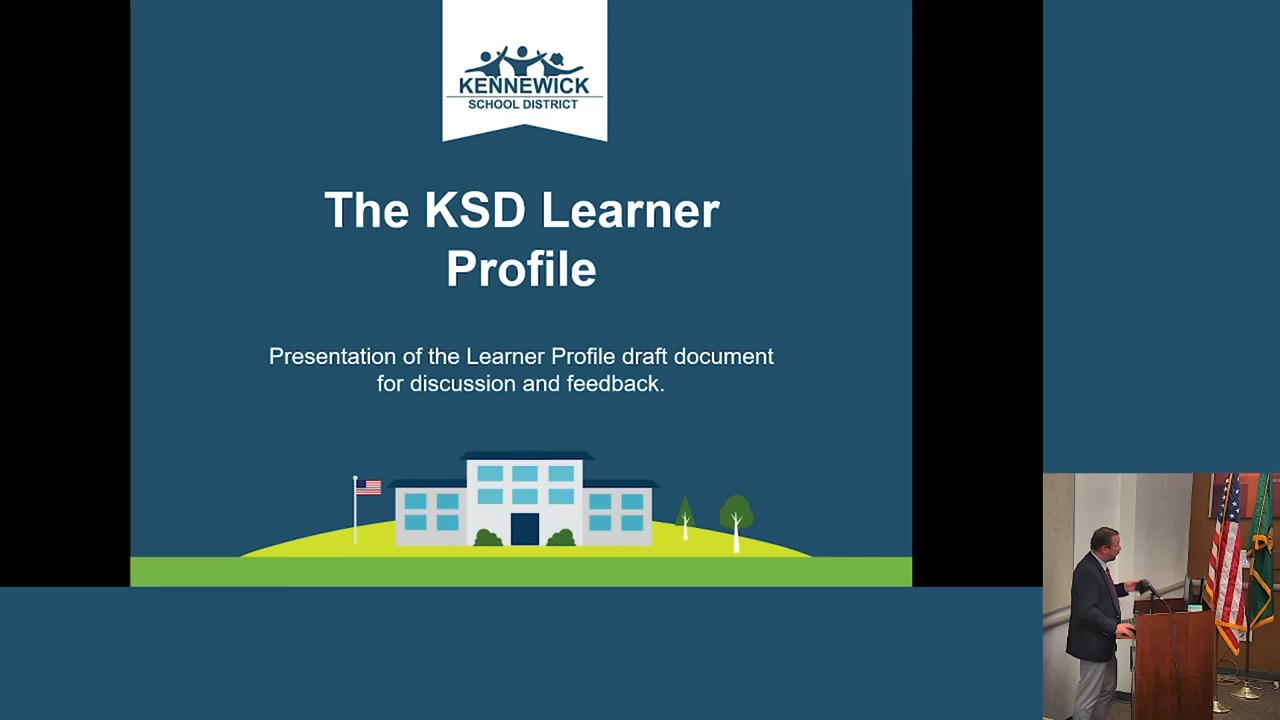 KENNEWICK
SCHOOL DISTRICT
The KSD Learner
Profile
Presentation of the Learner Profile draft document
for discussion and feedback.